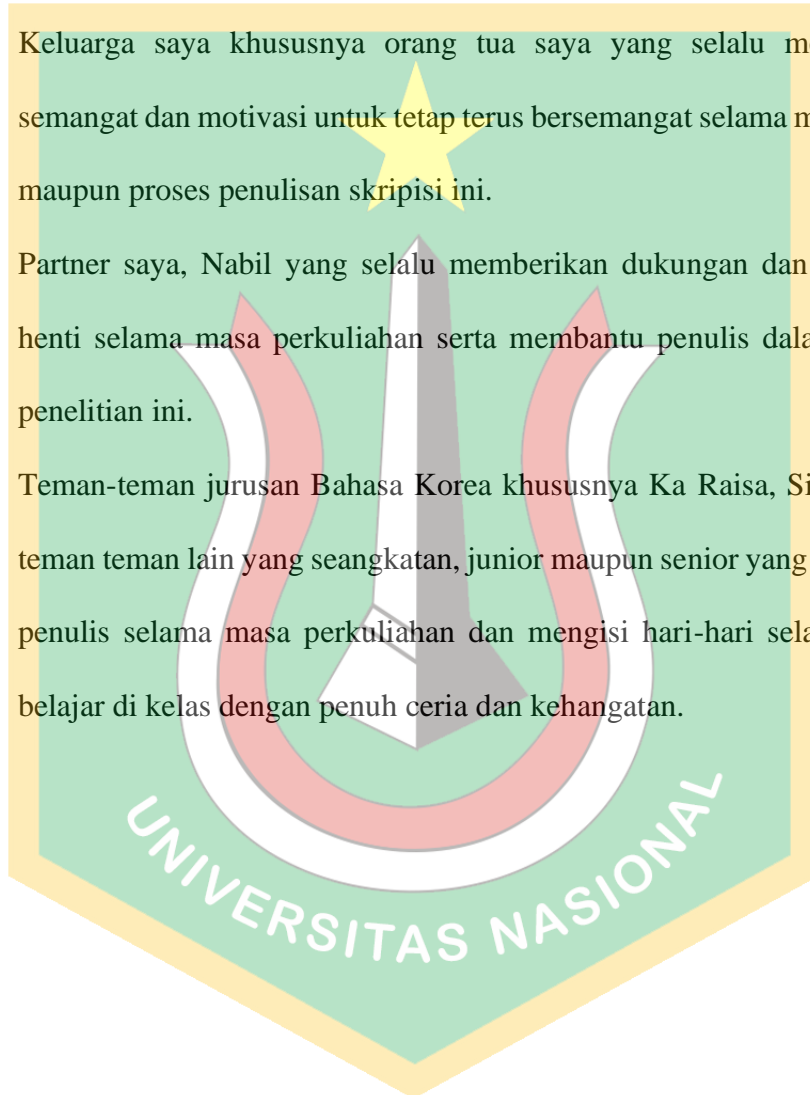 Keluarga saya khususnya orang tua saya yang selalu
semangat dan motivasi untuk tetap terus bersemangat selama
maupun proses penulisan skripisi ini.
Partner saya, Nabil yang selalu memberikan dukungan dan
henti selama masa perkuliahan serta membantu penulis
penelitian ini.
Teman-teman jurusan Bahasa Korea khususnya Ka Raisa,
teman teman lain yang seangkatan, junior maupun senior yang
penulis selama masa perkuliahan dan mengisi hari-hari
belajar di kelas dengan penuh ceria dan kehangatan.
UNIVERSITAS NASIONAL